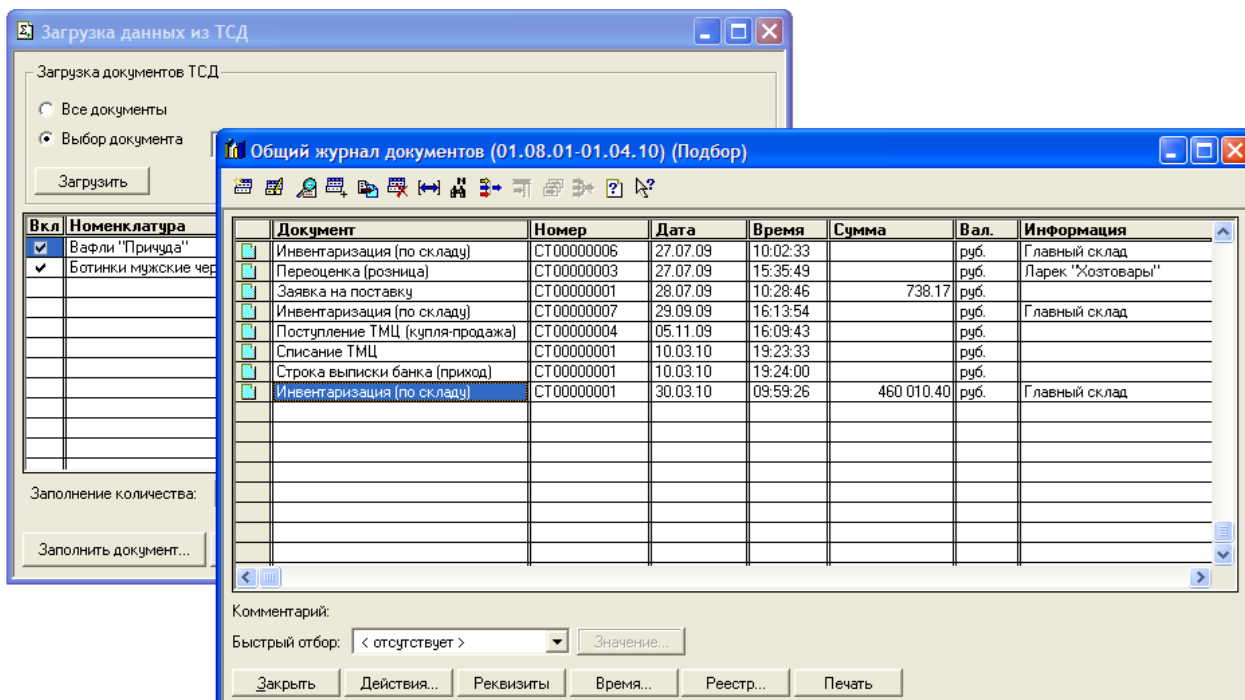 Загрузка данных из ТСД
Загрузка документов ТСД
Все документы
Выбор документа
Загрузить
Вкл Номенклатура
Вафли "Причуда"
Ботинки мужские чер
Заполнение количества:
Заполнить документ...
Общий журнал документов (01.08.01-01.04.10) (Подбор)
Документ Номер Дата Время Сумма Вал. Информация
Инвентаризация (по складу) СТ00000006 27.07.09 10:02:33 руб. Главный склад
Переоценка (розница) СТ00000003 27.07.09 15:35:49 руб. Ларек "Хозтовары"
Заявка на поставку СТ00000001 28.07.09 10:28:46 738.17 руб.
Инвентаризация (по складу) СТ00000007 29.09.09 16:13:54 руб. Главный склад
Поступление ТМЦ (купля-продажа) СТ00000004 05.11.09 16:09:43 руб.
Списание ТМЦ СТ00000001 10.03.10 19:23:33 руб.
Строка выписки банка (приход) СТ00000001 10.03.10 19:24:00 руб.
Инвентаризация (по складу) СТ00000001 30.03.10 09:59:26 460 010.40 руб. Главный склад
Комментарий:
Быстрый отбор: < отсутствует > Значение...
Закрыть Действия... Реквизиты Время... Реестр... Печать